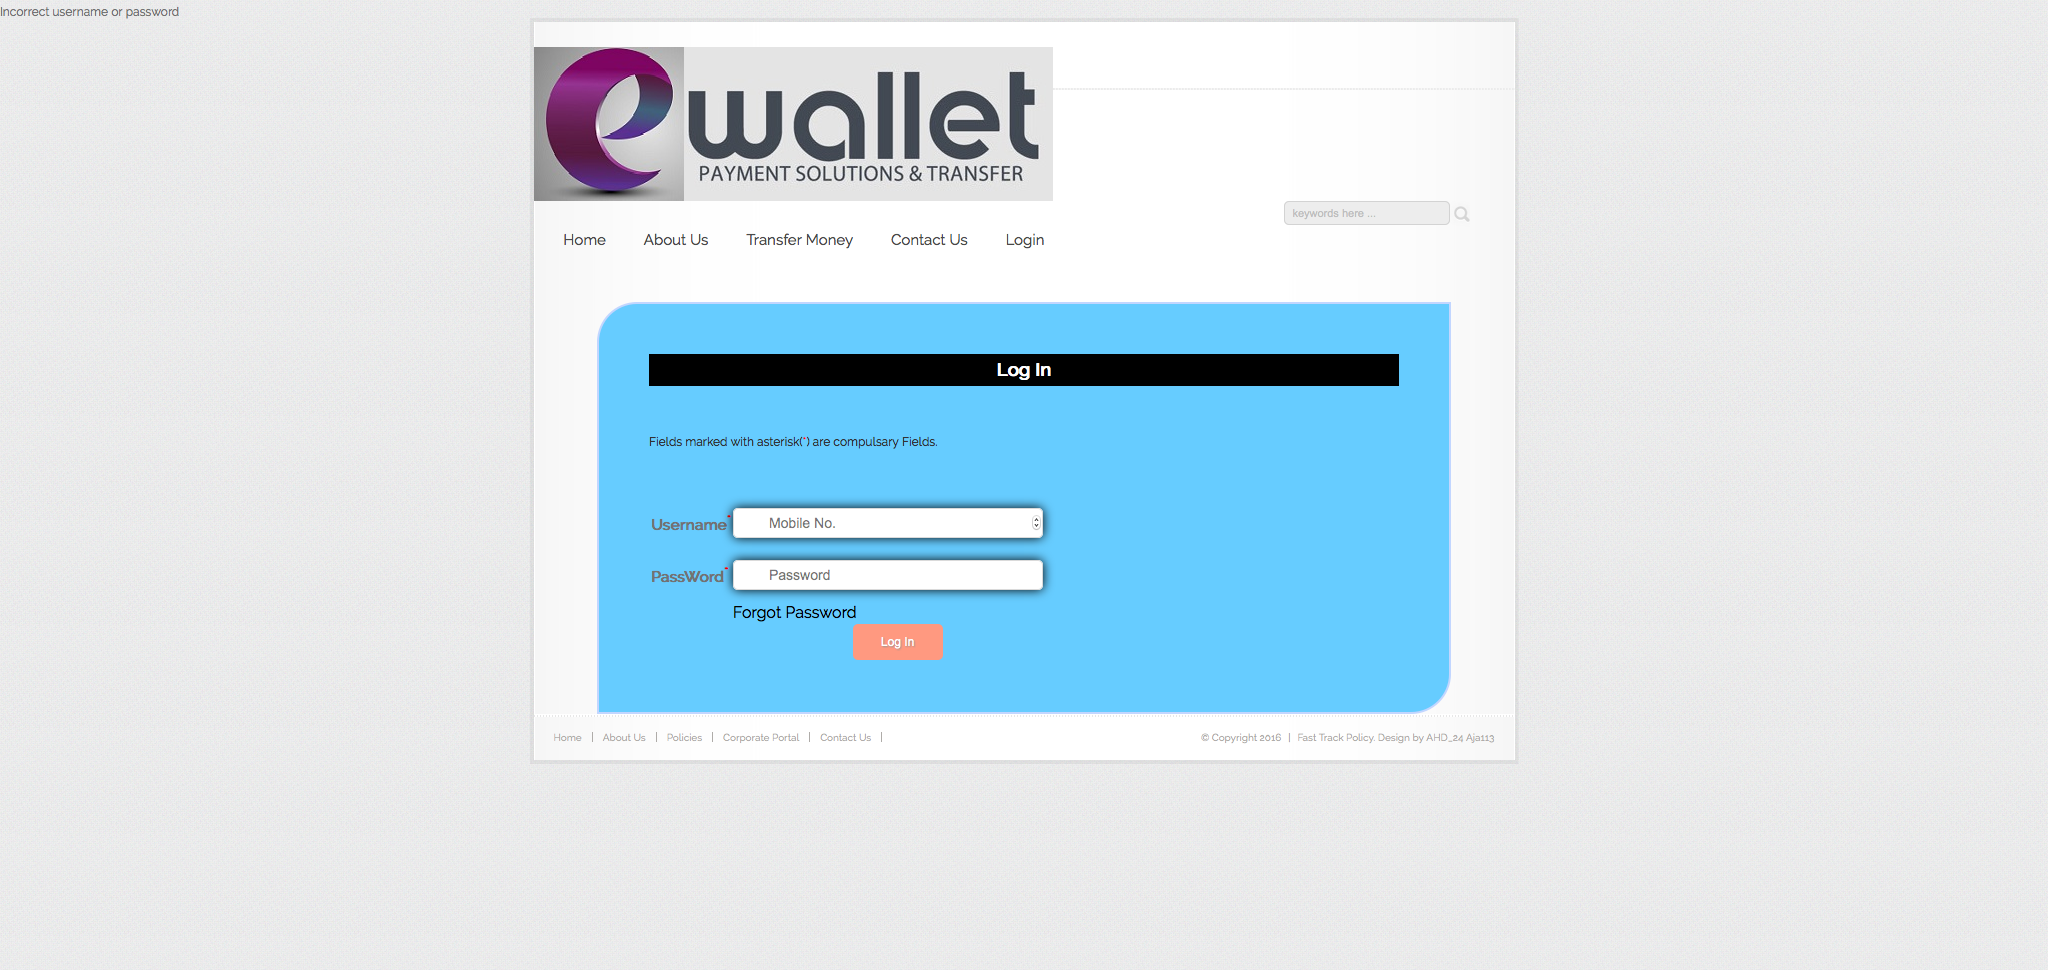 Incorrect username or password
ewallet
PAYMENT SOLUTIONS & TRANSFER
keywords here ...
Home About Us Transfer Money Contact Us Login
Log In
Fields marked with asterisk(*) are compulsary Fields.
Username* Mobile No.
PassWord* Password
Forgot Password
Log In
Home | About Us | Policies | Corporate Portal | Contact Us |
© Copyright 2016 | Fast Track Policy. Design by AHD_24 Aja113